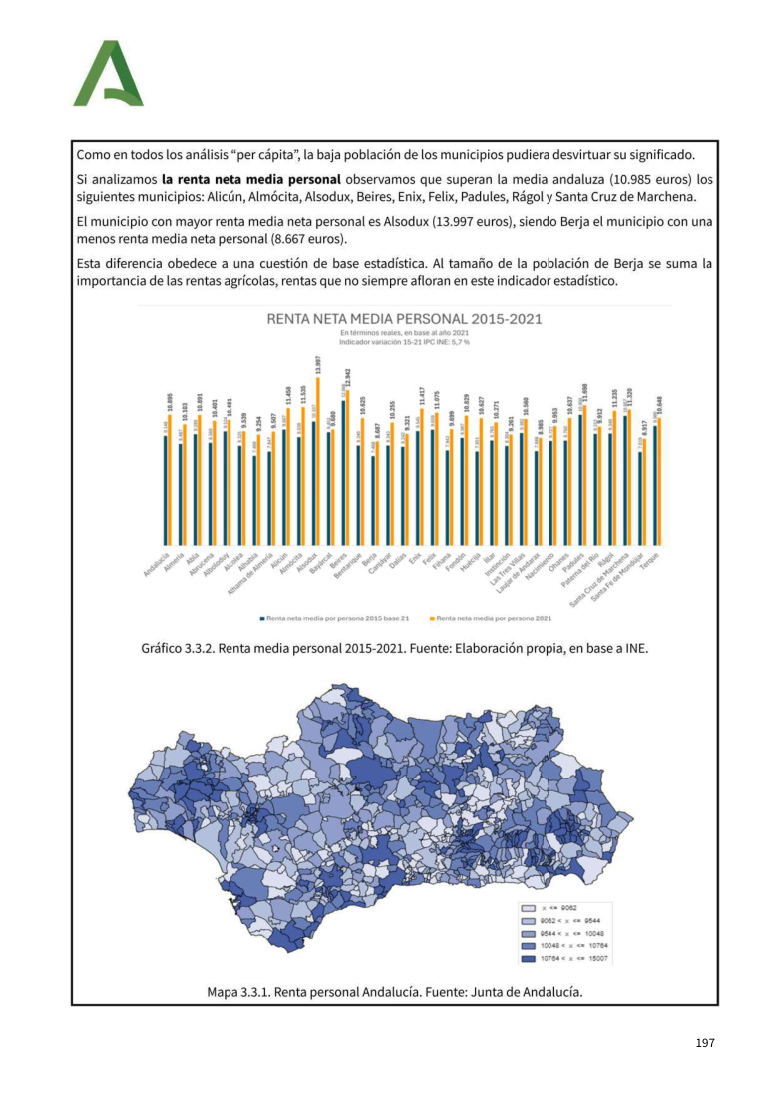 Como en todos los análisis “per cápita”, la baja población de los municipios pudiera desvirtuar su significado.
Si analizamos la renta neta media personal observamos que superan la media andaluza (10.985 euros) los
siguientes municipios: Alicún, Almócita, Alsodux, Beires, Enix, Felix, Padules, Rágol y Santa Cruz de Marchena.
El municipio con mayor renta media neta personal es Alsodux (13.997 euros), siendo Berja el municipio con una
menos renta media neta personal (8.667 euros).
Esta diferencia obedece a una cuestión de base estadística. Al tamaño de la población de Berja se suma la
importancia de las rentas agrícolas, rentas que no siempre afloran en este indicador estadístico.
RENTA NETA MEDIA PERSONAL 2015-2021
En términos reales, en base al año 2021
Indicador variación 15-21 IPC INE: 5,7 %
10.895 10.103 10.891 10.401 10.481 9.539 9.254 9.507 11.458 11.535 13.997 9.680 12.942 10.625 8.687 10.255 9.321 11.417 11.075 9.699 10.829 10.627 10.271 9.261 10.560 8.985 9.953 10.637 11.698 9.912 11.235 11.320 8.917 10.648
Andalucía Almería Abla Abrucena Alboloduy Alcolea Alhabia Alhama de Almería Alicún Almócita Alsodux Bayárcal Beires Bentarique Berja Canjáyar Dalías Enix Felix Fiñana Fondón Huécija Íllar Instinción Las Tres Villas Laujar de Andarax Nacimiento Ohanes Padules Paterna del Río Rágol Santa Cruz de Marchena Santa Fe de Mondújar Terque
Renta neta media por persona 2015 base 21 Renta neta media por persona 2021
Gráfico 3.3.2. Renta media personal 2015-2021. Fuente: Elaboración propia, en base a INE.
x <= 9062
9062 < x <= 9544
9544 < x <= 10048
10048 < x <= 10764
10764 < x <= 15007
Mapa 3.3.1. Renta personal Andalucía. Fuente: Junta de Andalucía.
197